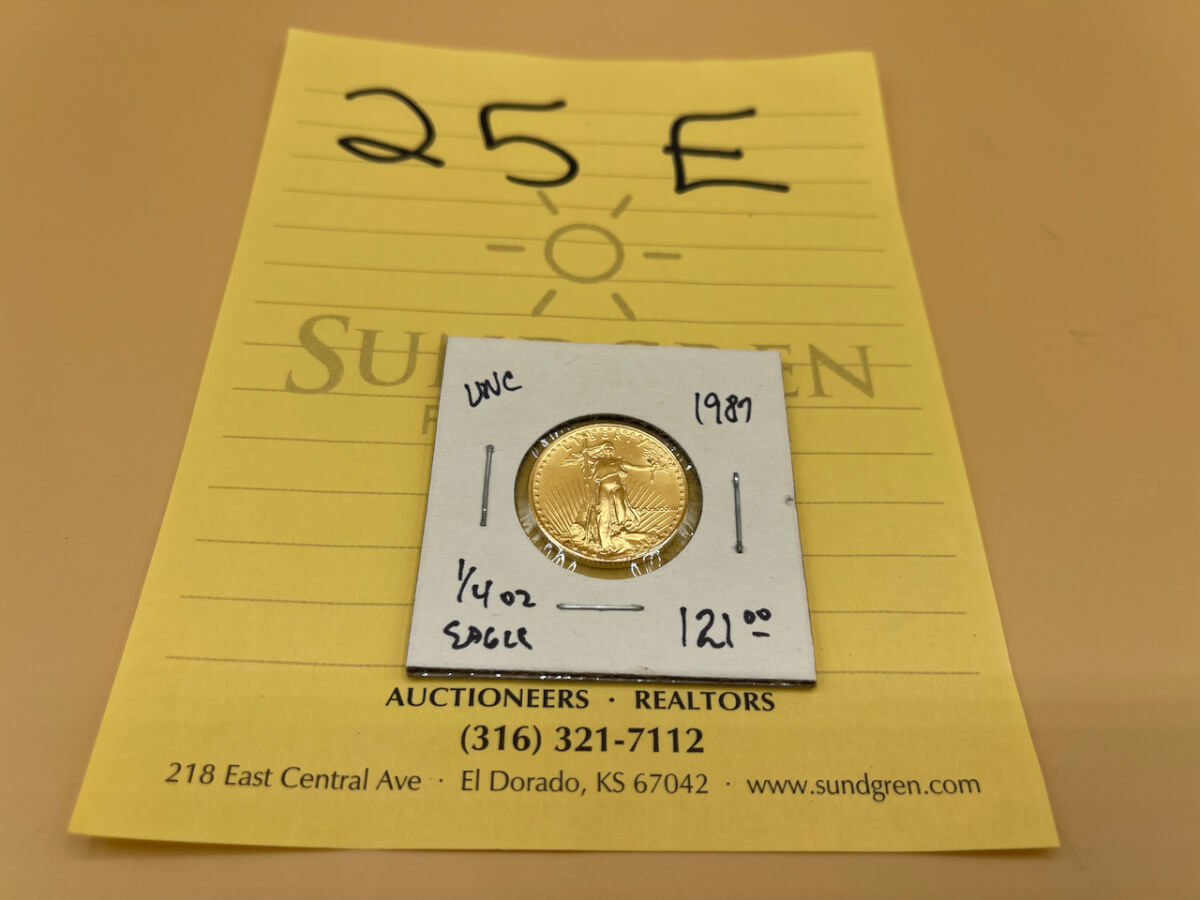 25 E
SUNDGREN
UNC
1987
LIBERTY
1/4 oz
EAGLE
121 00
AUCTIONEERS · REALTORS
(316) 321-7112
218 East Central Ave · El Dorado, KS 67042 · www.sundgren.com